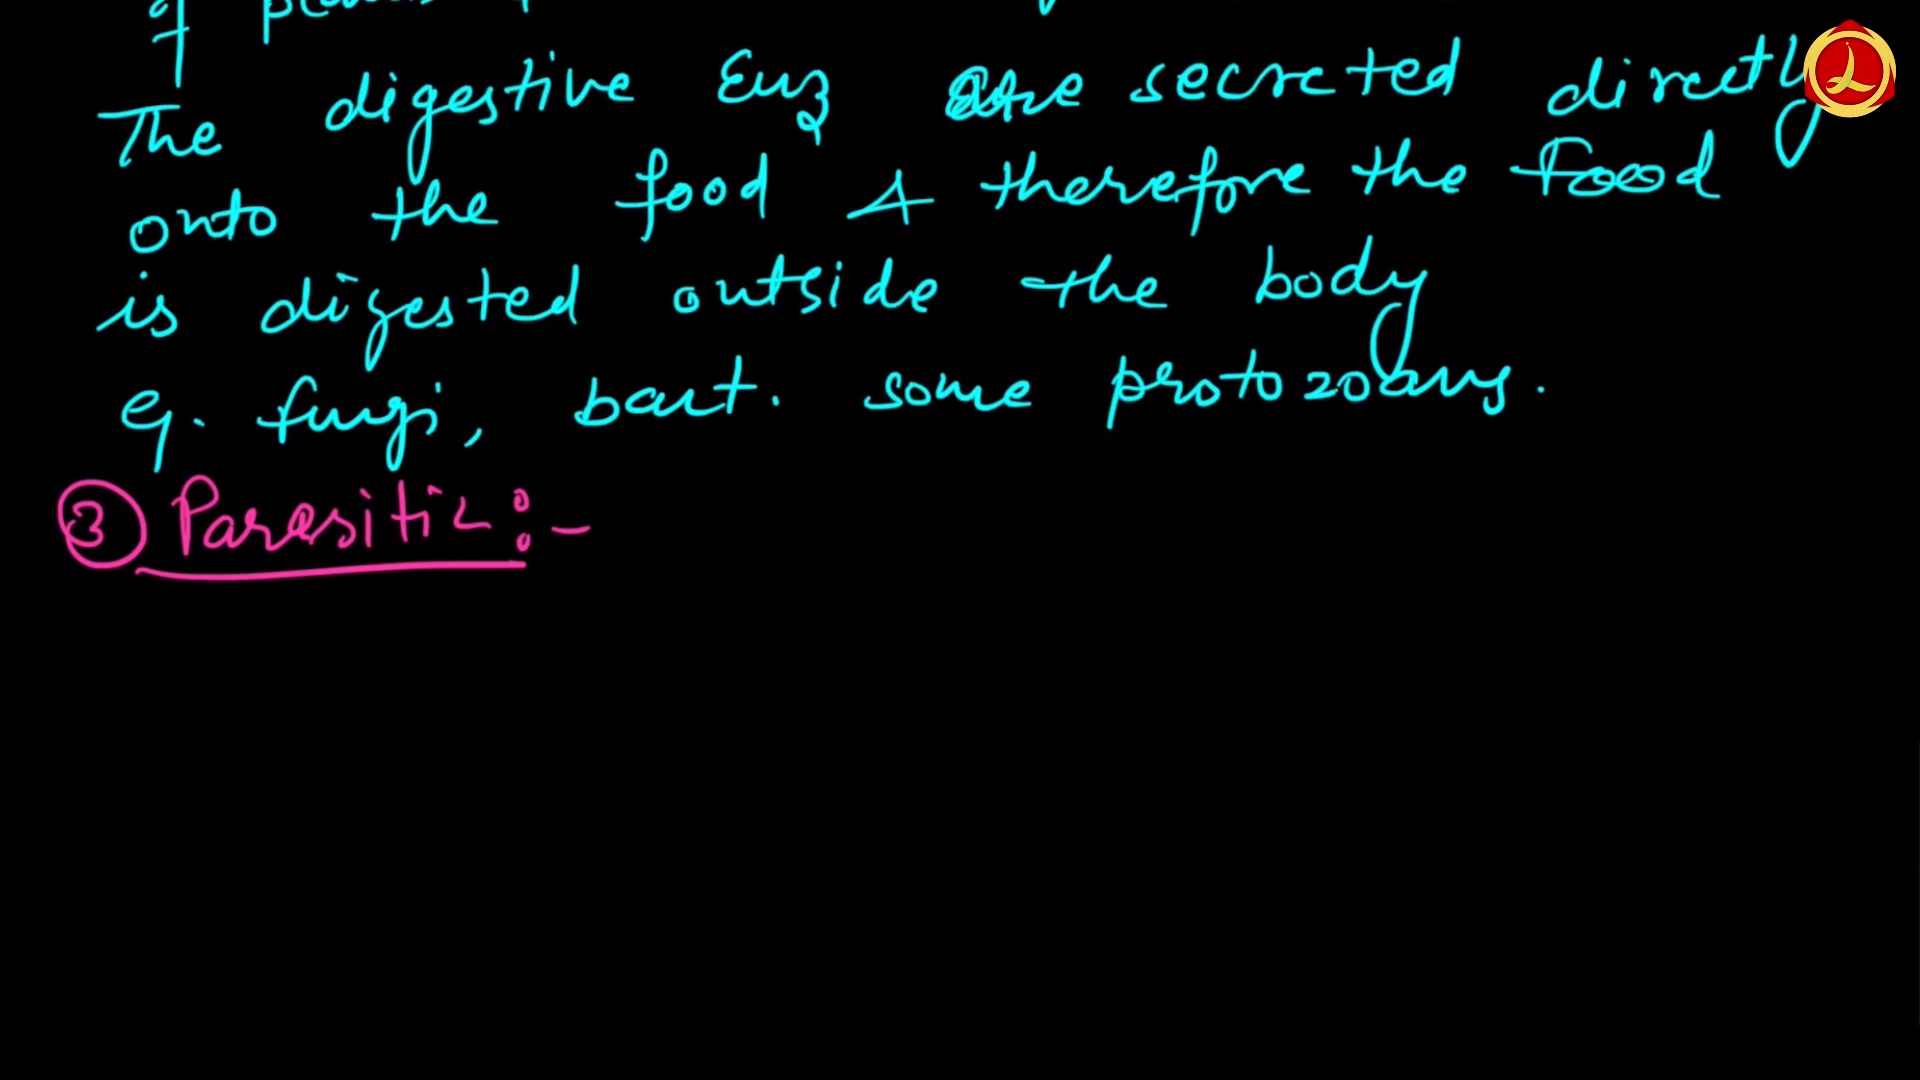 of
The digestive Enz are secreted directly
onto the food & therefore the food
is digested outside the body
eg. fungi, bact. some protozoans.
③ Parasitic :-